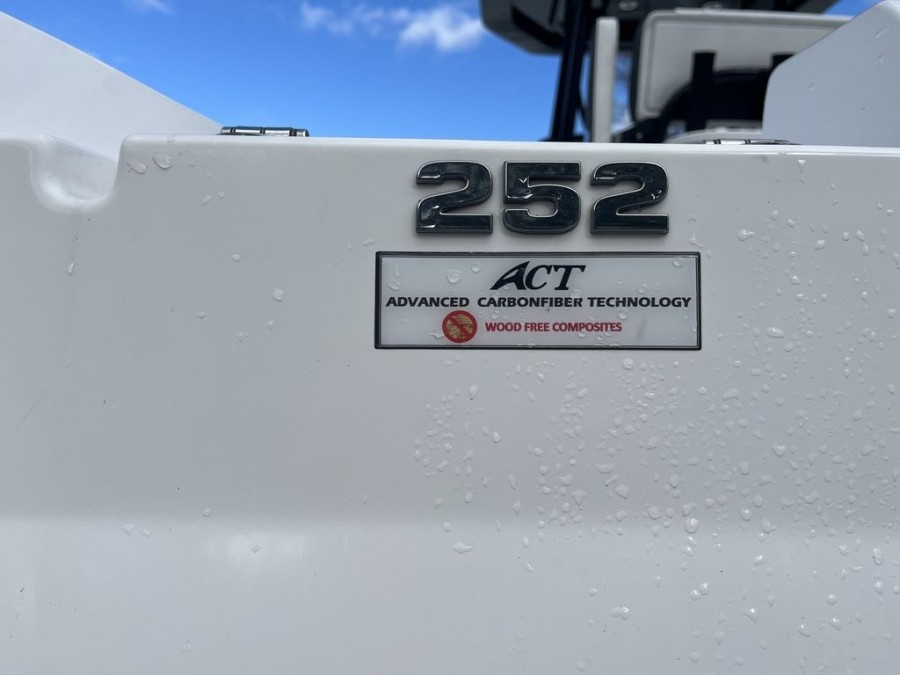 252
ACT
ADVANCED CARBONFIBER TECHNOLOGY
WOOD FREE COMPOSITES